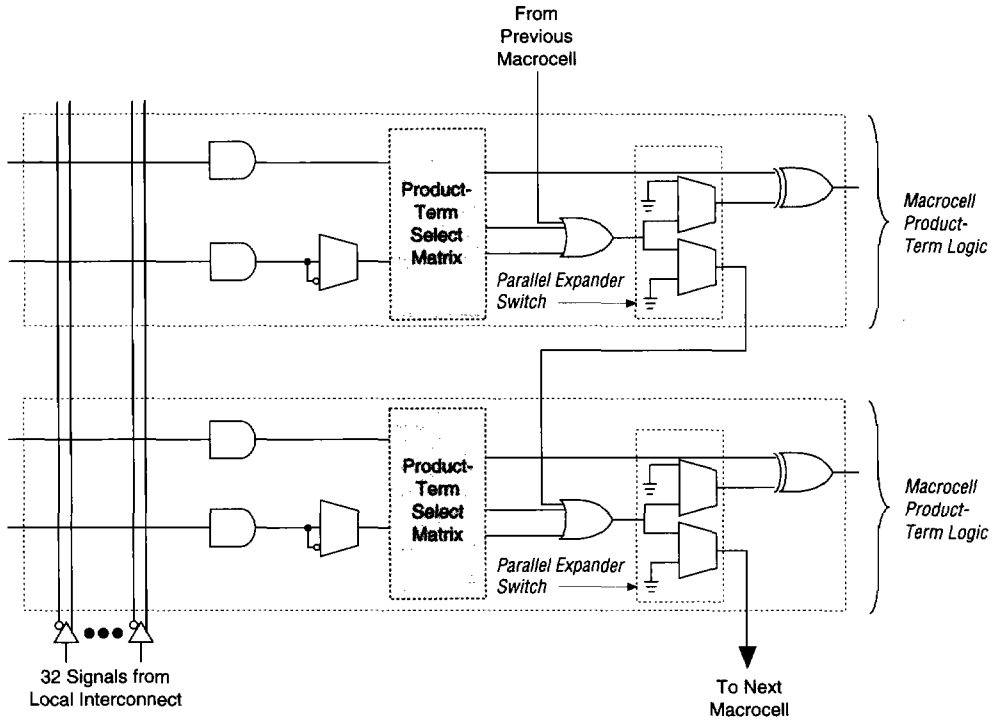 From
Previous
Macrocell
Product-
Term
Select
Matrix
Macrocell
Product-
Term Logic
Parallel Expander
Switch
Product-
Term
Select
Matrix
Macrocell
Product-
Term Logic
Parallel Expander
Switch
32 Signals from
Local Interconnect
To Next
Macrocell